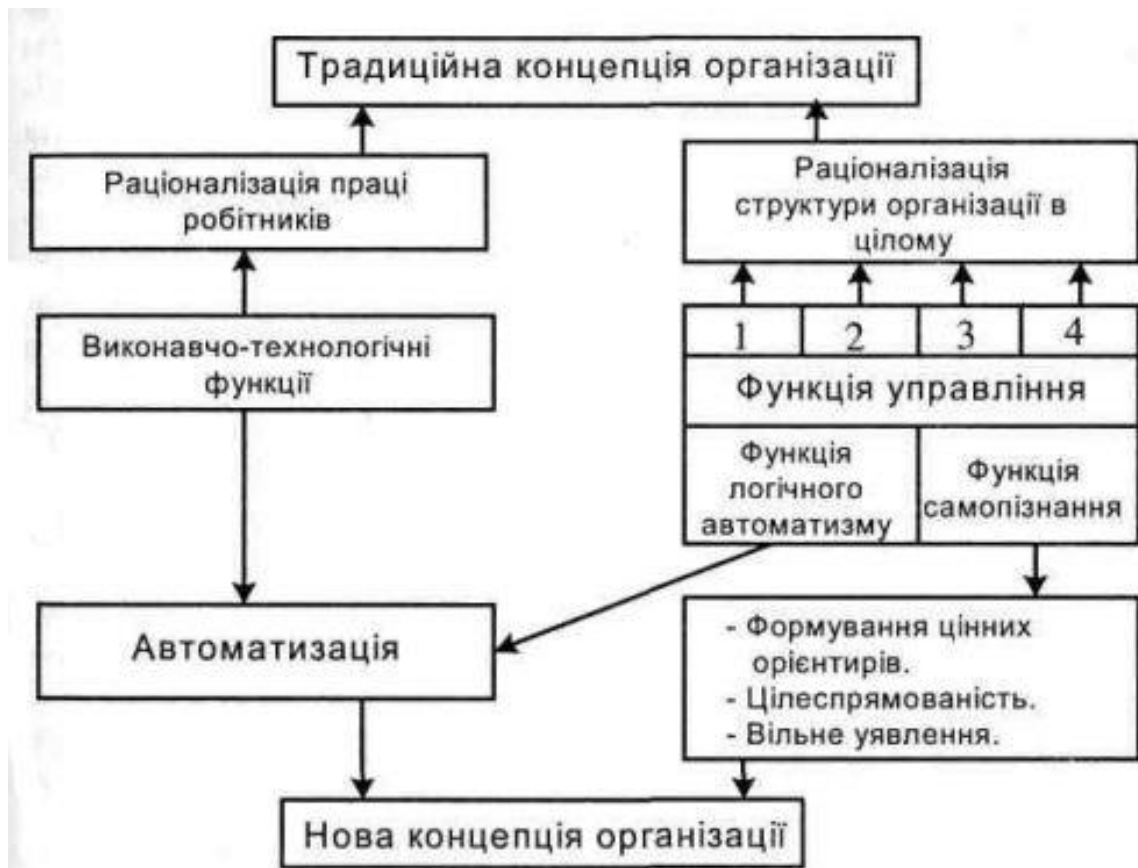 Традиційна концепція організації
Раціоналізація праці
робітників
Раціоналізація
структури організації в
цілому
Виконавчо-технологічні
функції
1 2 3 4
Функція управління
Функція
логічного
автоматизму
Функція
самопізнання
Автоматизація
- Формування цінних
орієнтирів.
- Цілеспрямованість.
- Вільне уявлення.
Нова концепція організації